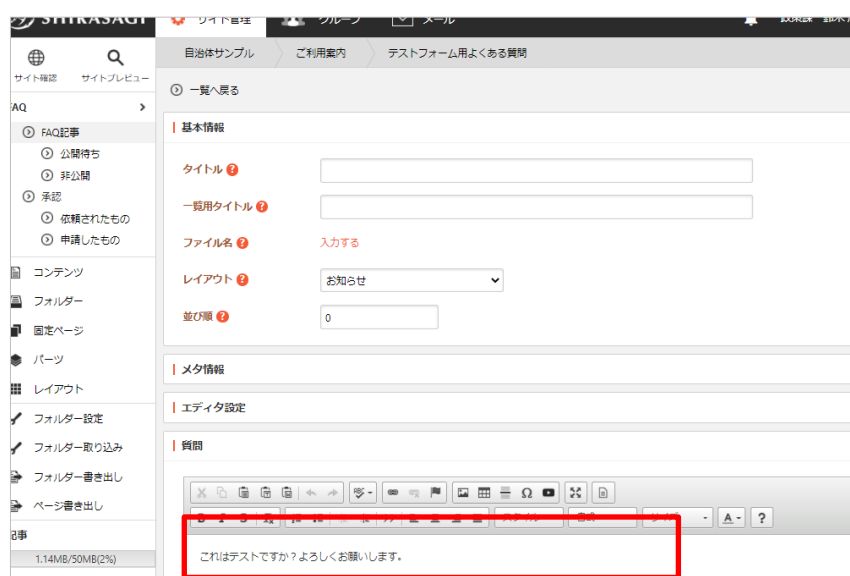 SHIRASAGI
サイト管理 グループ メール
サイト確認 サイトプレビュー
FAQ記事
公開待ち
非公開
承認
依頼されたもの
申請したもの
コンテンツ
フォルダー
固定ページ
パーツ
レイアウト
フォルダー設定
フォルダー取り込み
フォルダー書き出し
ページ書き出し
1.14MB/50MB(2%)
自治体サンプル ご利用案内 テストフォーム用よくある質問
一覧へ戻る
基本情報
タイトル
一覧用タイトル
ファイル名 入力する
レイアウト お知らせ
並び順 0
メタ情報
エディタ設定
質問
これはテストですか？よろしくお願いします。